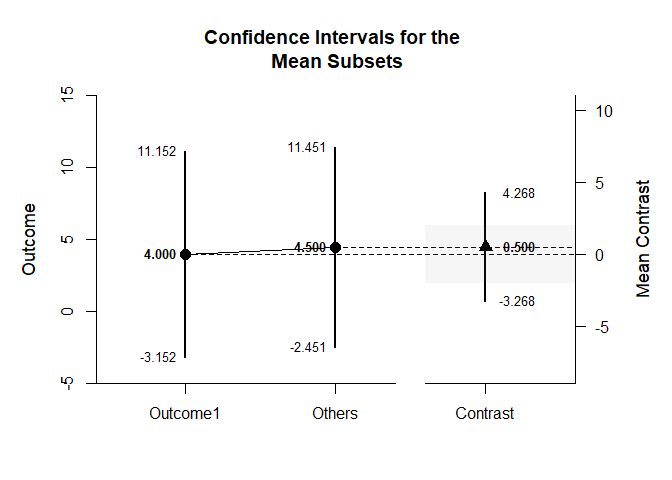 Confidence Intervals for the
Mean Subsets
Outcome
15
10
5
0
-5
11.152
4.000
-3.152
11.451
4.500
-2.451
4.268
0.500
-3.268
10
5
0
-5
Mean Contrast
Outcome1
Others
Contrast